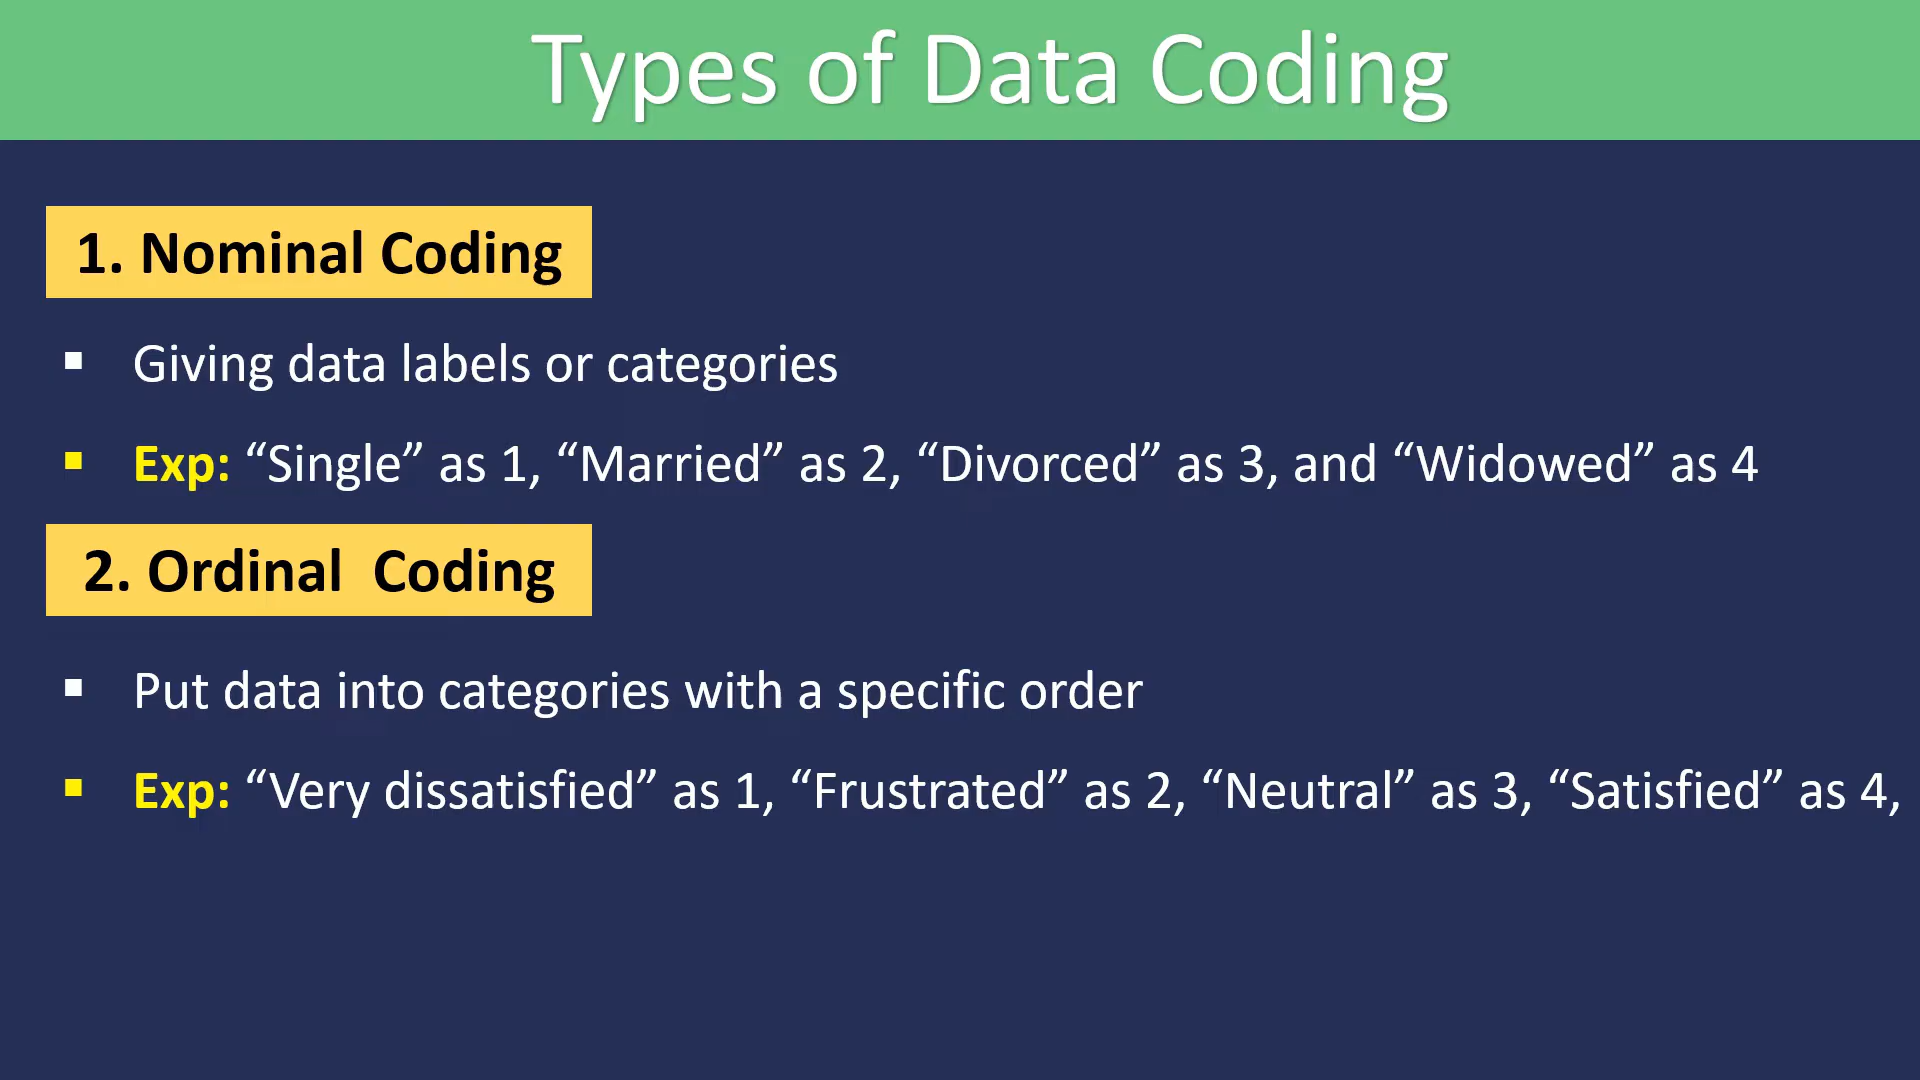 Types of Data Coding
1. Nominal Coding
▪ Giving data labels or categories
▪ Exp: “Single” as 1, “Married” as 2, “Divorced” as 3, and “Widowed” as 4
2. Ordinal  Coding
▪ Put data into categories with a specific order
▪ Exp: “Very dissatisfied” as 1, “Frustrated” as 2, “Neutral” as 3, “Satisfied” as 4,